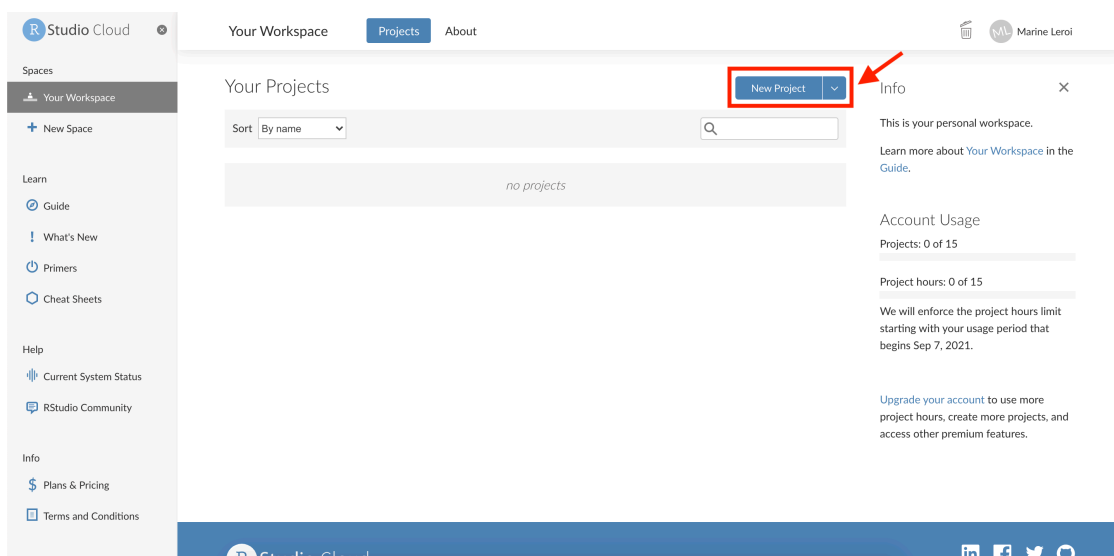 R Studio Cloud
Spaces
Your Workspace
New Space
Learn
Guide
What's New
Primers
Cheat Sheets
Help
Current System Status
RStudio Community
Info
Plans & Pricing
Terms and Conditions
Your Workspace
Projects
About
ML
Marine Leroi
Your Projects
New Project
Sort
By name
no projects
Info
This is your personal workspace.
Learn more about Your Workspace in the
Guide.
Account Usage
Projects: 0 of 15
Project hours: 0 of 15
We will enforce the project hours limit
starting with your usage period that
begins Sep 7, 2021.
Upgrade your account to use more
project hours, create more projects, and
access other premium features.
R Studio Cloud